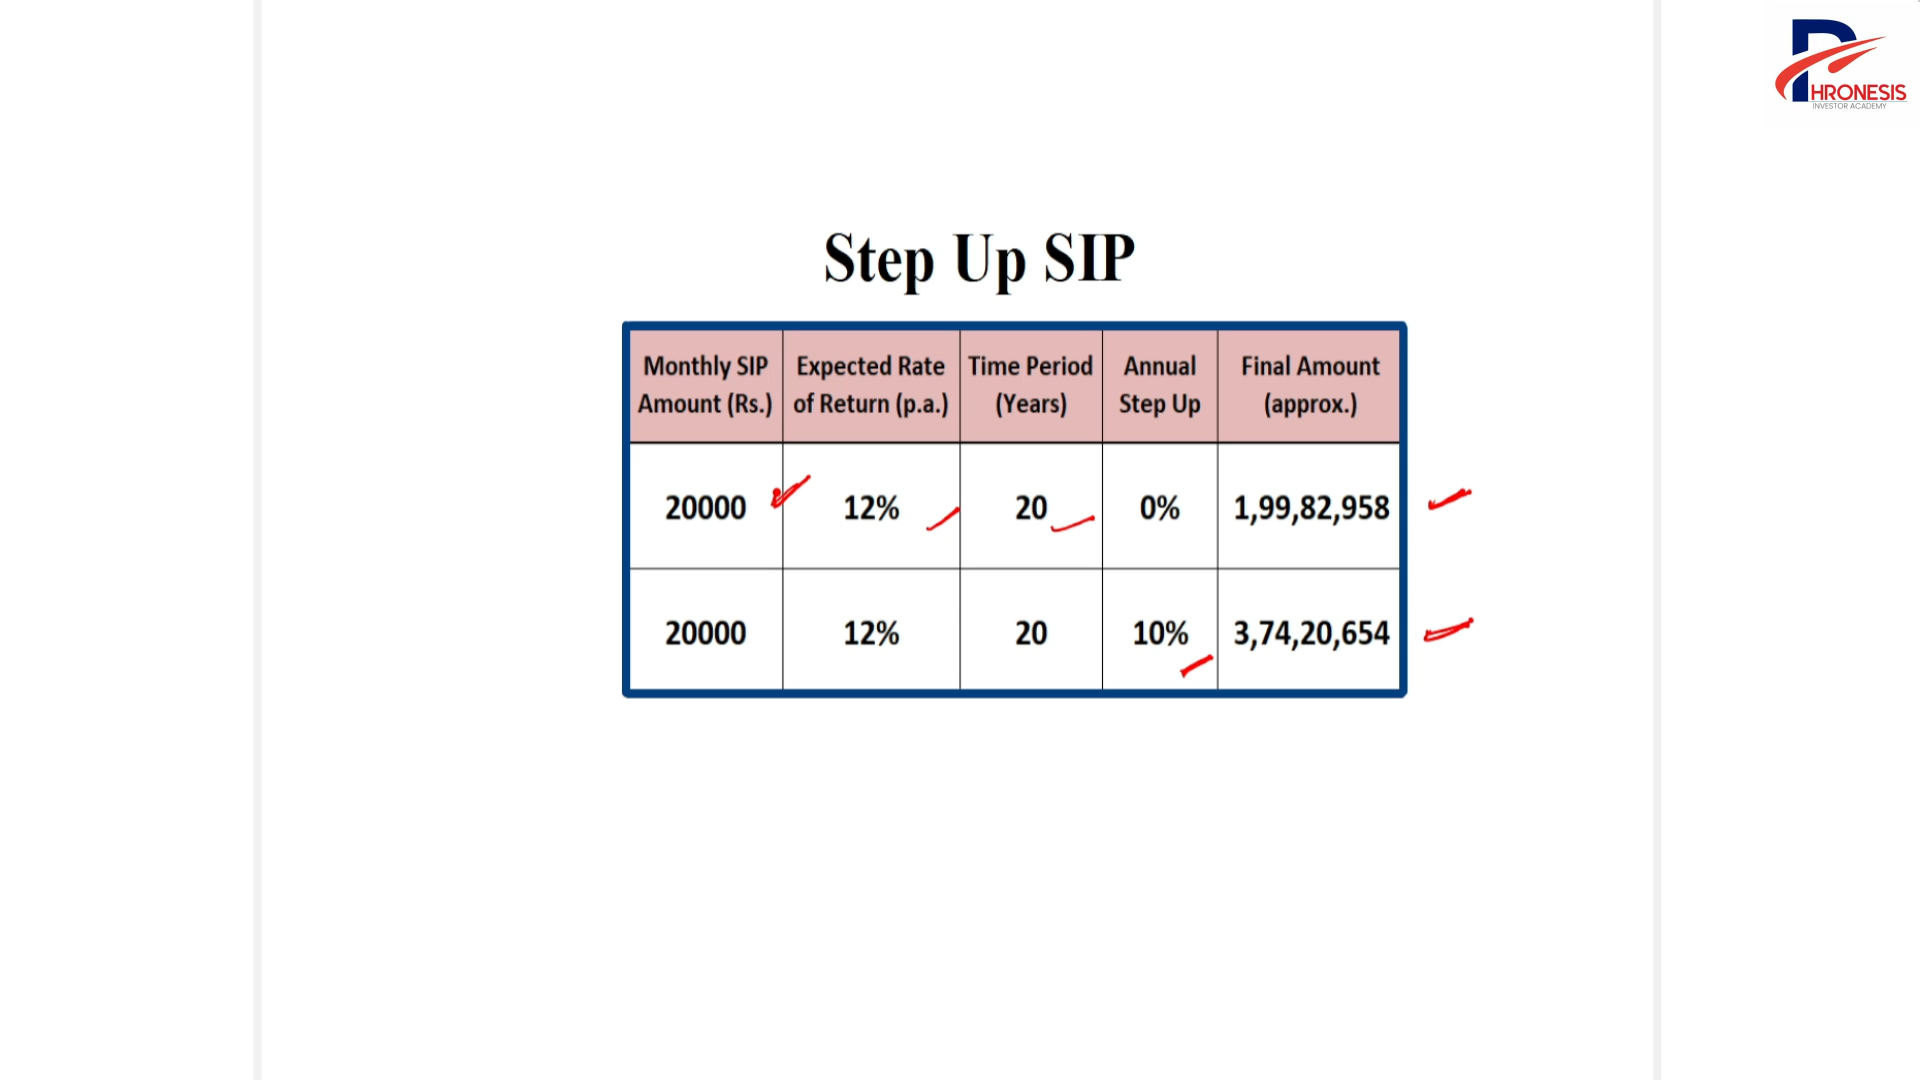 PHRONESIS
INVESTOR ACADEMY
Step Up SIP
Monthly SIP Amount (Rs.) Expected Rate of Return (p.a.) Time Period (Years) Annual Step Up Final Amount (approx.)
20000 12% 20 0% 1,99,82,958
20000 12% 20 10% 3,74,20,654